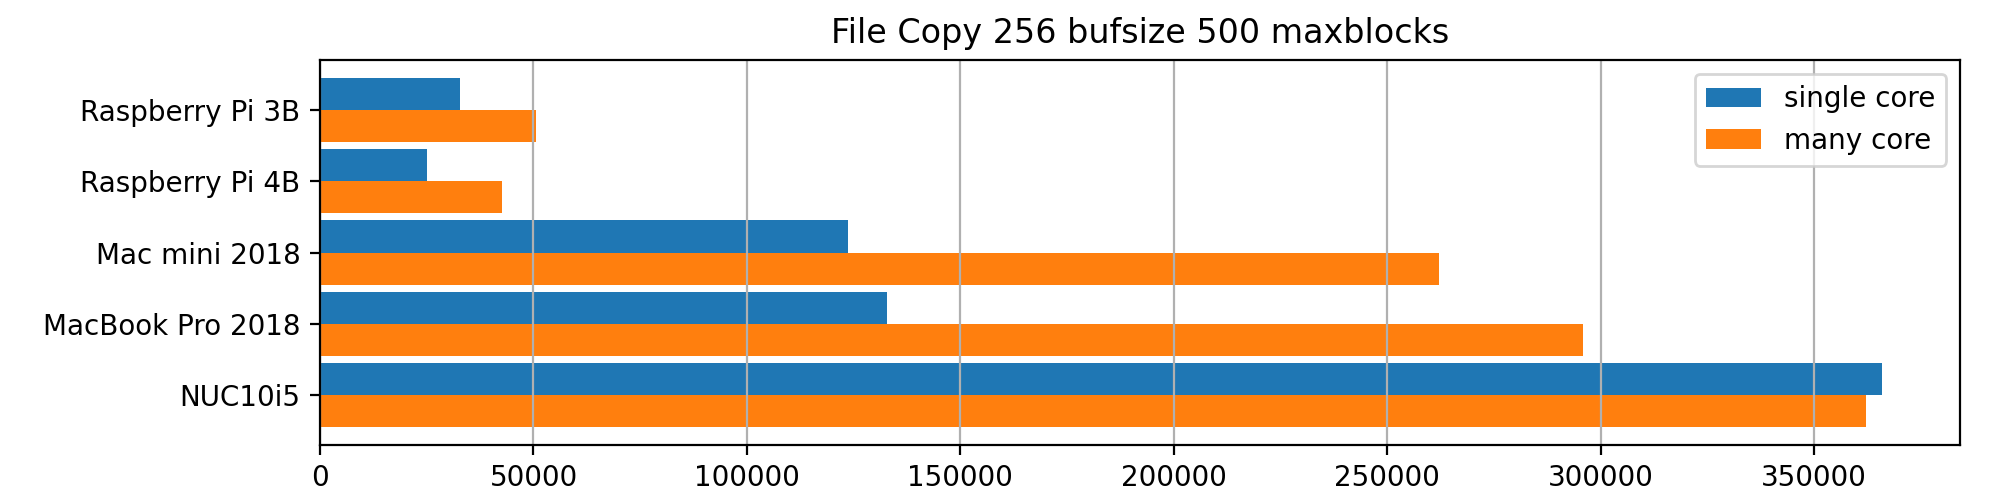 File Copy 256 bufsize 500 maxblocks
single core
many core
Raspberry Pi 3B
Raspberry Pi 4B
Mac mini 2018
MacBook Pro 2018
NUC10i5
0 50000 100000 150000 200000 250000 300000 350000